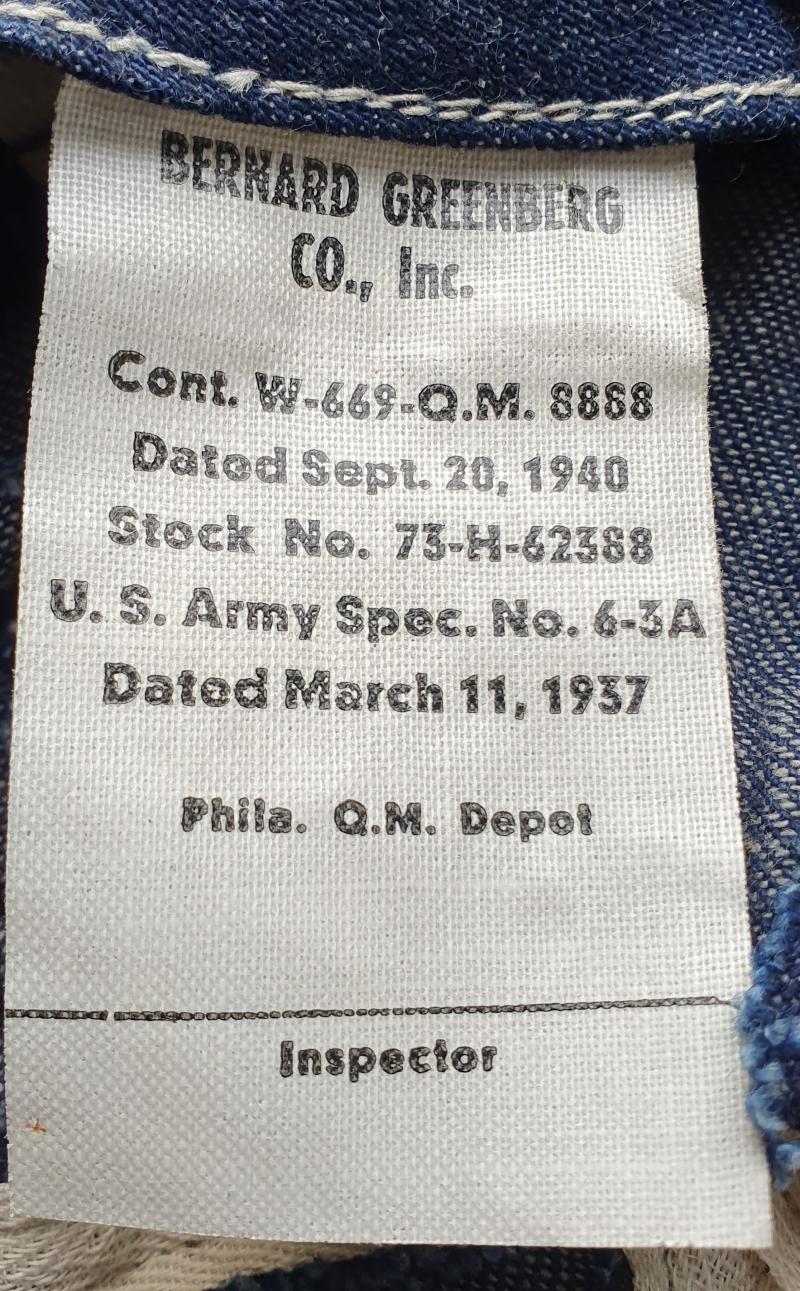 BERNARD GREENBERG
CO., Inc.
Cont. W-669-Q.M. 8888
Dated Sept. 20, 1940
Stock No. 73-H-62388
U. S. Army Spec. No. 6-3A
Dated March 11, 1937
Phila. Q.M. Depot
Inspector